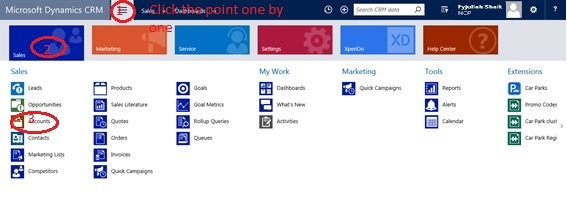 Microsoft Dynamics CRM
Sales
Dashboards
Click the point one by
one
Search CRM data
Fyjullah Shaik
NCP
2
Sales
Marketing
Service
Settings
XperiDo
XD
Help Center
Sales
My Work
Marketing
Tools
Extensions
Leads
Products
Goals
Dashboards
Quick Campaigns
Reports
Car Parks
Opportunities
Sales Literature
Goal Metrics
What's New
Alerts
Promo Codes
3
Accounts
Quotes
Rollup Queries
Activities
Calendar
Car Park clust
Contacts
Orders
Queues
Car Park Regi
Marketing Lists
Invoices
Competitors
Quick Campaigns